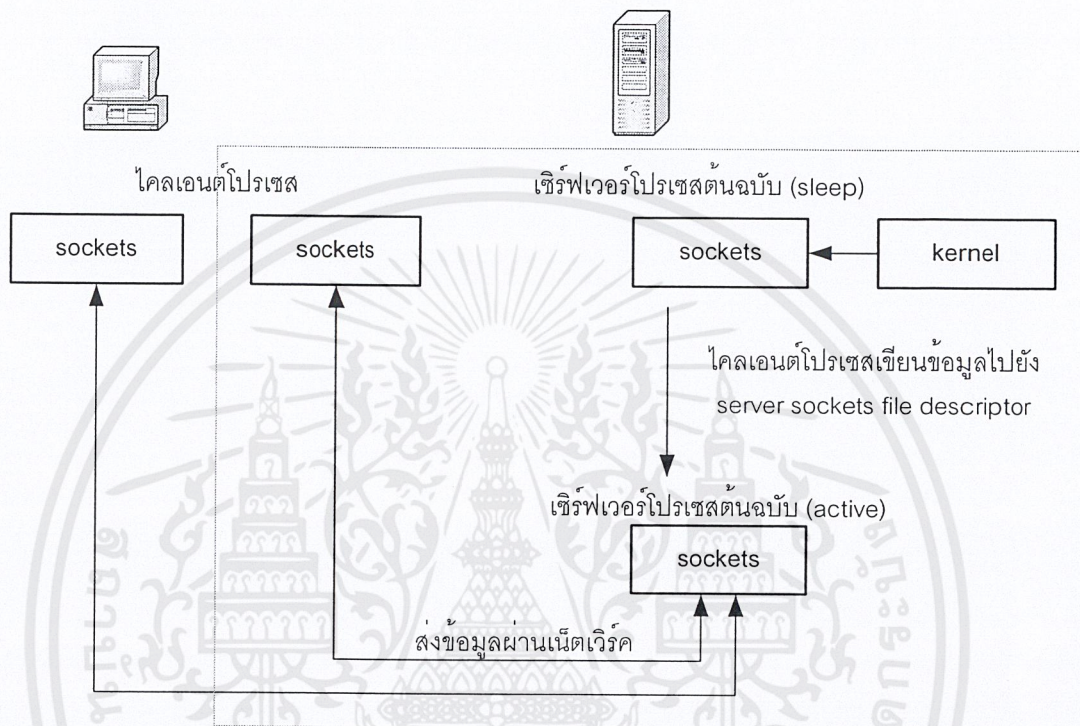 ไคลเอนต์โปรเซส
เซิร์ฟเวอร์โปรเซสต้นฉบับ (sleep)
sockets
sockets
sockets
kernel
ไคลเอนต์โปรเซสเขียนข้อมูลไปยัง
server sockets file descriptor
เซิร์ฟเวอร์โปรเซสต้นฉบับ (active)
sockets
ส่งข้อมูลผ่านเน็ตเวิร์ค